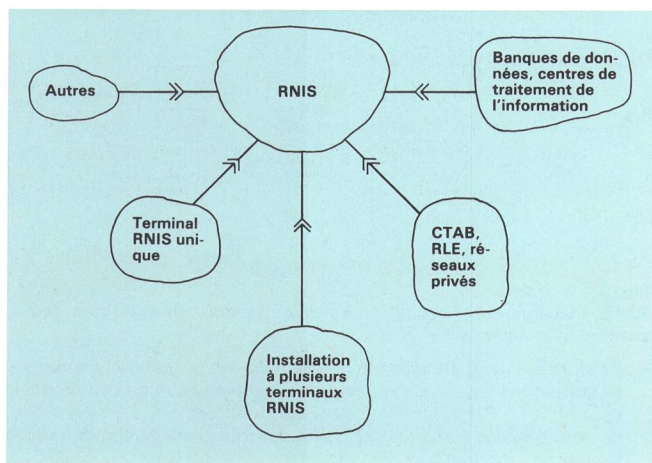 Autres
RNIS
Banques de don-
nées, centres de
traitement de
l'information
Terminal
RNIS uni-
que
CTAB,
RLE, ré-
seaux
privés
Installation
à plusieurs
terminaux
RNIS